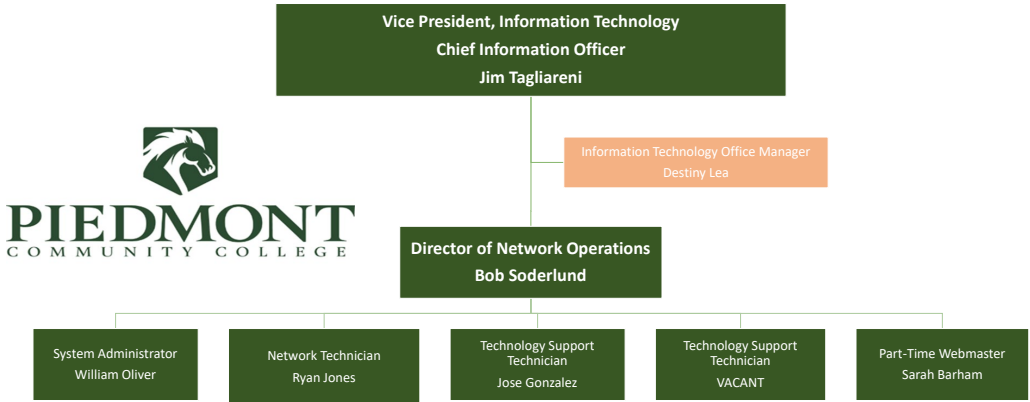 Vice President, Information Technology
Chief Information Officer
Jim Tagliareni
Information Technology Office Manager
Destiny Lea
PIEDMONT
COMMUNITY COLLEGE
Director of Network Operations
Bob Soderlund
System Administrator
William Oliver
Network Technician
Ryan Jones
Technology Support
Technician
Jose Gonzalez
Technology Support
Technician
VACANT
Part-Time Webmaster
Sarah Barham